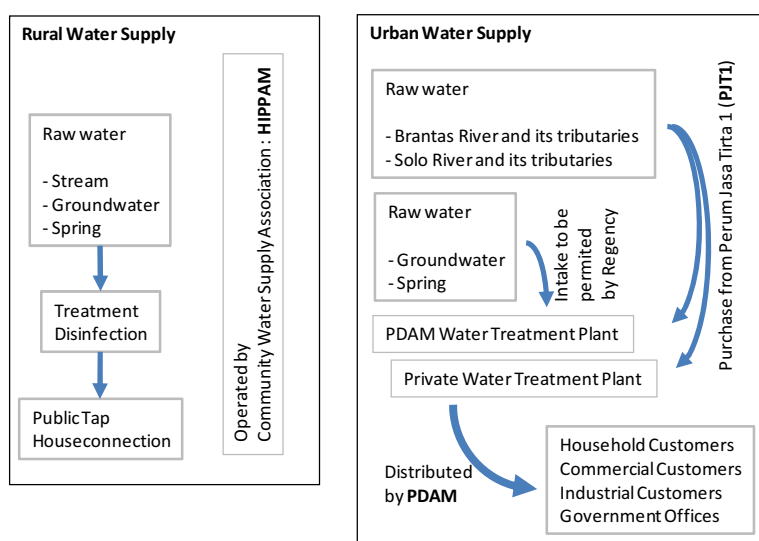 Rural Water Supply
Raw water
- Stream
- Groundwater
- Spring
Treatment
Disinfection
PublicTap
Houseconnection
Operated by
Community Water Supply Association : HIPPAM
Urban Water Supply
Raw water
- Brantas River and its tributaries
- Solo River and its tributaries
Raw water
- Groundwater
- Spring
Intake to be
permited
by Regency
Purchase from Perum Jasa Tirta 1 (PJT1)
PDAM Water Treatment Plant
Private Water Treatment Plant
Distributed
by PDAM
Household Customers
Commercial Customers
Industrial Customers
Government Offices